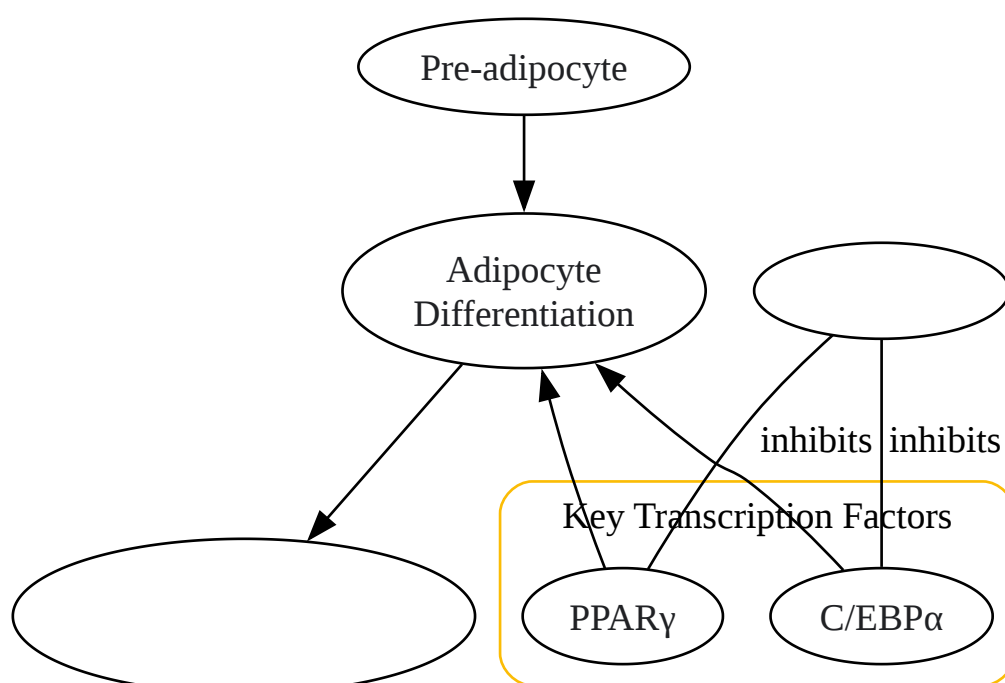 Pre-adipocyte
Adipocyte
Differentiation
inhibits inhibits
Key Transcription Factors
PPARγ
C/EBPα